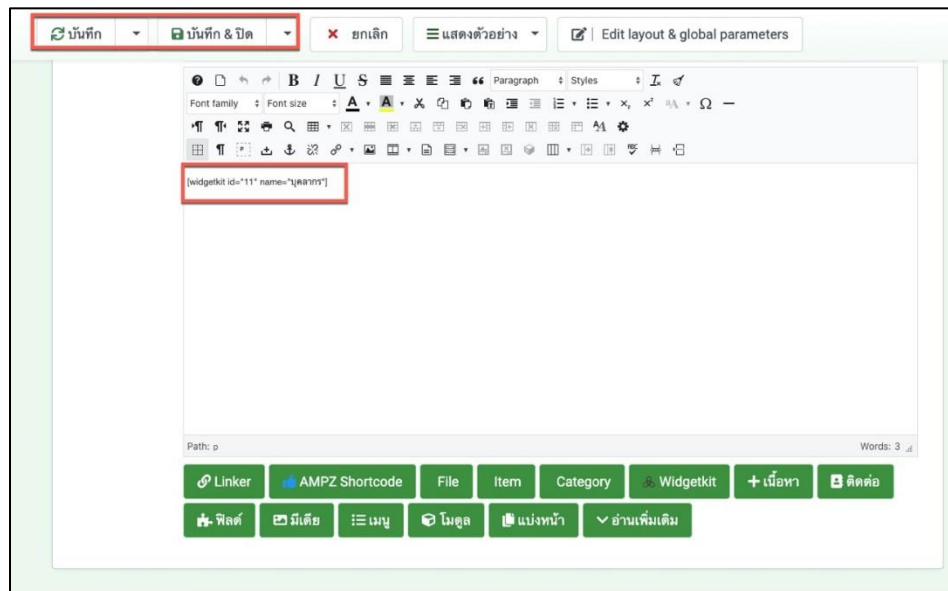 บันทึก บันทึก & ปิด ยกเลิก แสดงตัวอย่าง Edit layout & global parameters
B I U S Paragraph Styles
Font family Font size A A
[widgetkit id="11" name="บุคลากร"]
Path: p Words: 3
Linker AMPZ Shortcode File Item Category Widgetkit เนื้อหา ติดต่อ
ฟิลด์ มีเดีย เมนู โมดูล แบ่งหน้า อ่านเพิ่มเติม